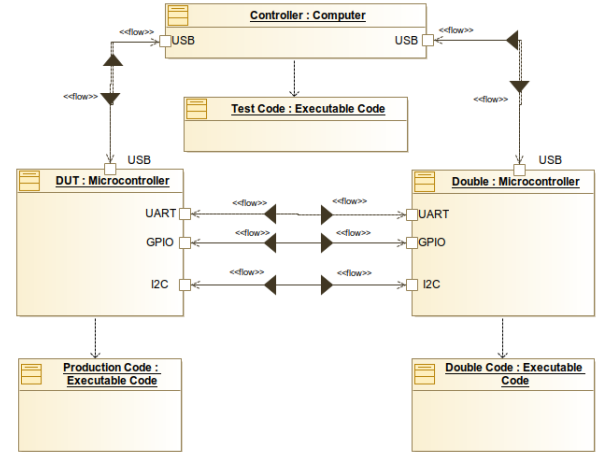 Controller : Computer
<<flow>>
USB
USB
<<flow>>
<<flow>>
<<flow>>
Test Code : Executable Code
USB
USB
DUT : Microcontroller
Double : Microcontroller
<<flow>>
<<flow>>
UART
UART
<<flow>>
<<flow>>
GPIO
GPIO
<<flow>>
<<flow>>
I2C
I2C
Production Code :
Executable Code
Double Code : Executable
Code